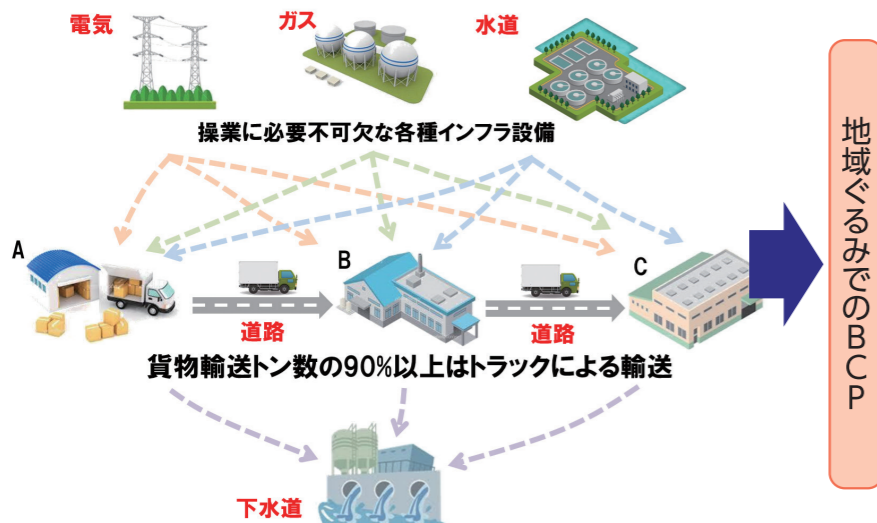 電気
ガス
水道
操業に必要不可欠な各種インフラ設備
A
B
C
道路
道路
貨物輸送トン数の90%以上はトラックによる輸送
下水道
地域ぐるみでのBCP